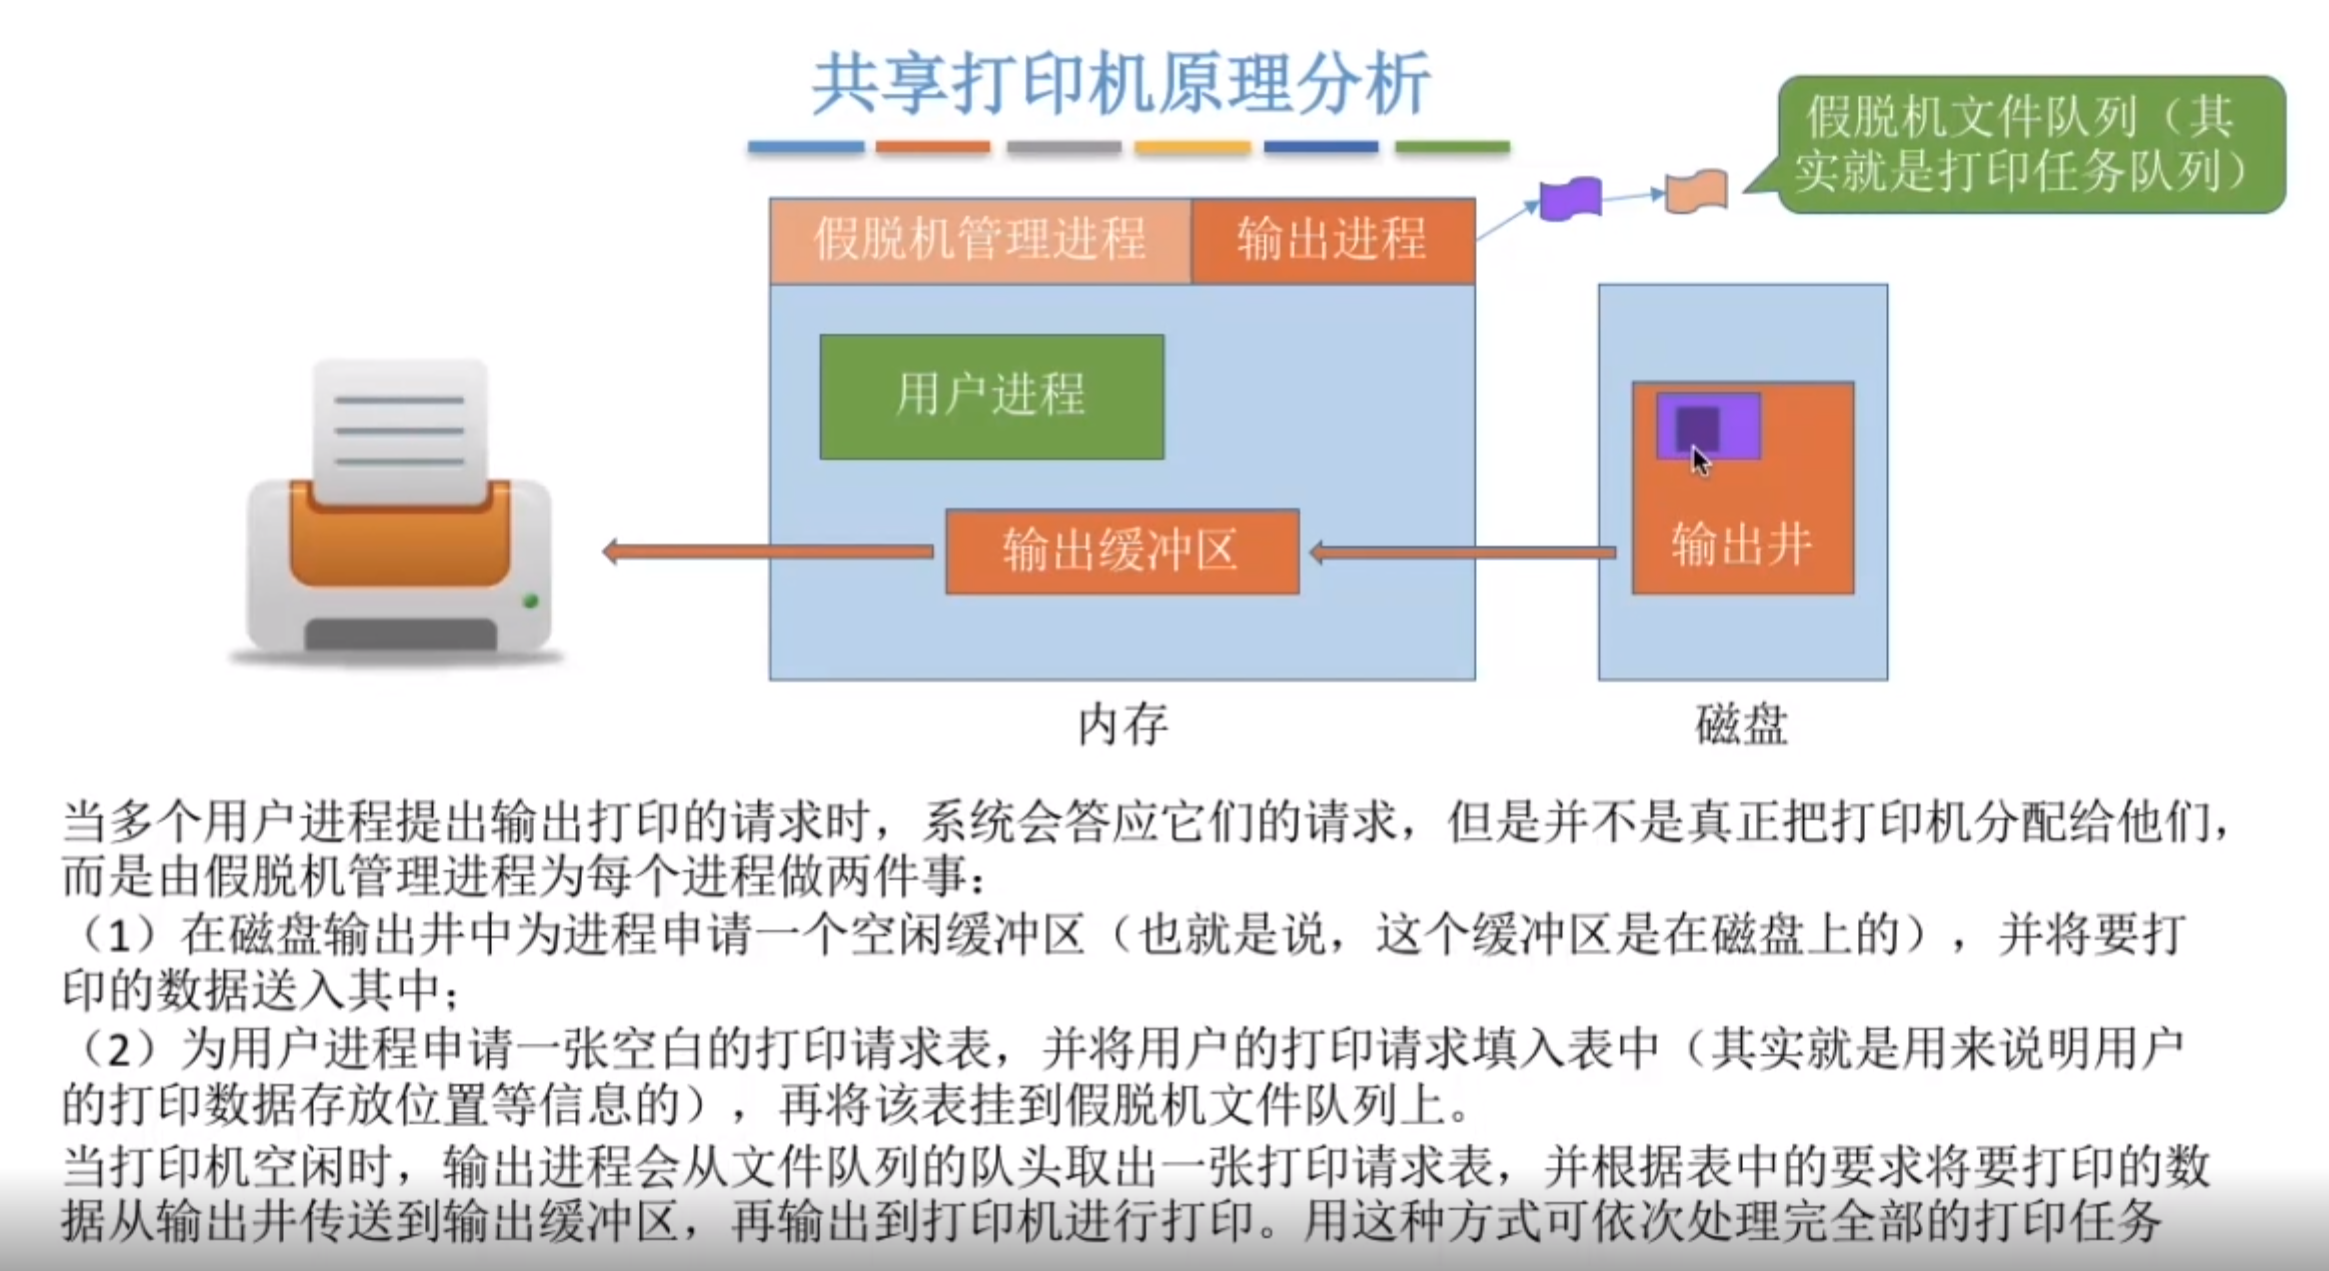 共享打印机原理分析
假脱机文件队列（其
实就是打印任务队列）
假脱机管理进程
输出进程
用户进程
输出缓冲区
输出井
内存
磁盘
当多个用户进程提出输出打印的请求时，系统会答应它们的请求，但是并不是真正把打印机分配给他们，
而是由假脱机管理进程为每个进程做两件事：
（1）在磁盘输出井中为进程申请一个空闲缓冲区（也就是说，这个缓冲区是在磁盘上的），并将要打
印的数据送入其中；
（2）为用户进程申请一张空白的打印请求表，并将用户的打印请求填入表中（其实就是用来说明用户
的打印数据存放位置等信息的），再将该表挂到假脱机文件队列上。
当打印机空闲时，输出进程会从文件队列的队头取出一张打印请求表，并根据表中的要求将要打印的数
据从输出井传送到输出缓冲区，再输出到打印机进行打印。用这种方式可依次处理完全部的打印任务